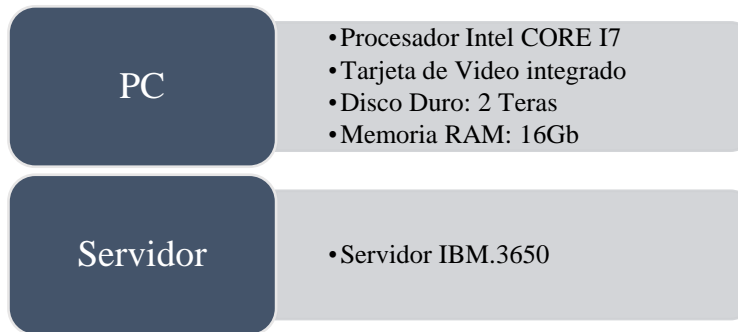 PC
•Procesador Intel CORE I7
•Tarjeta de Video integrado
•Disco Duro: 2 Teras
•Memoria RAM: 16Gb
Servidor
•Servidor IBM.3650